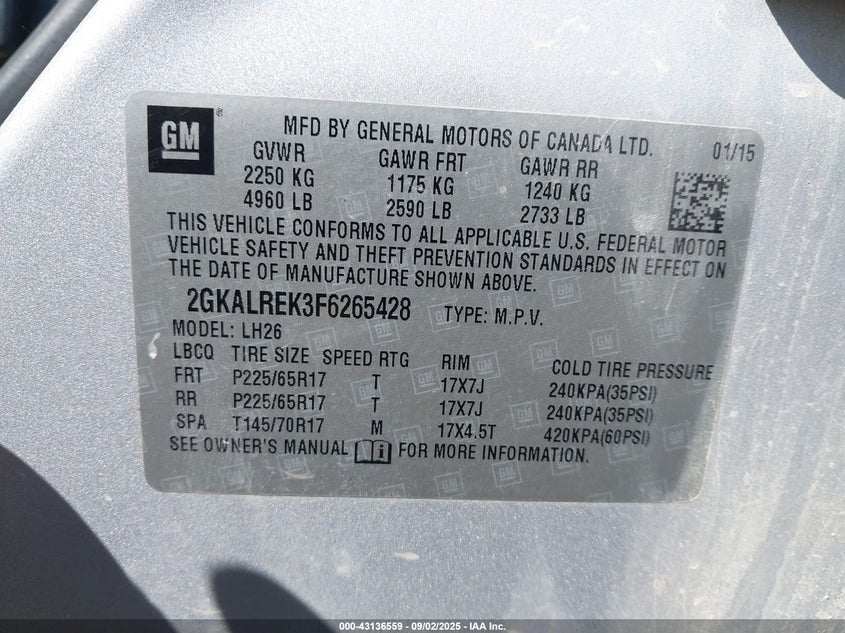 GM ®
MFD BY GENERAL MOTORS OF CANADA LTD. 01/15
GVWR GAWR FRT GAWR RR
2250 KG 1175 KG 1240 KG
4960 LB 2590 LB 2733 LB
THIS VEHICLE CONFORMS TO ALL APPLICABLE U.S. FEDERAL MOTOR
VEHICLE SAFETY AND THEFT PREVENTION STANDARDS IN EFFECT ON
THE DATE OF MANUFACTURE SHOWN ABOVE.
2GKALREK3F6265428 TYPE: M.P.V.
MODEL: LH26
LBCQ TIRE SIZE SPEED RTG RIM COLD TIRE PRESSURE
FRT P225/65R17 T 17X7J 240KPA(35PSI)
RR P225/65R17 T 17X7J 240KPA(35PSI)
SPA T145/70R17 M 17X4.5T 420KPA(60PSI)
SEE OWNER'S MANUAL FOR MORE INFORMATION.
000-43136559 - 09/02/2025 - IAA Inc.